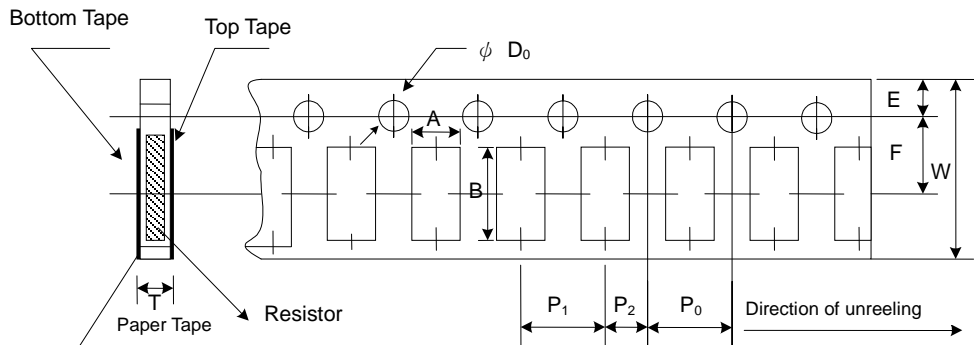 Bottom Tape
Top Tape
ψ D₀
E
A
F
W
B
T
P₁
P₂
P₀
Direction of unreeling
Resistor
Paper Tape